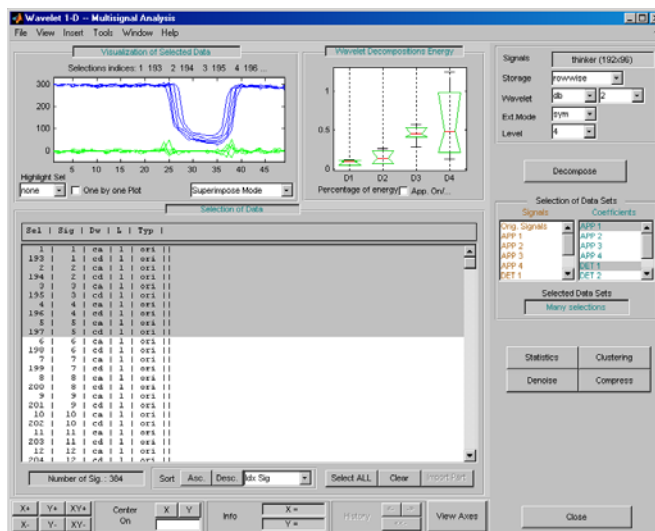 Wavelet 1-D -- Multisignal Analysis
File View Insert Tools Window Help
Visualization of Selected Data
Selections indices: 1 193 2 194 3 195 4 196 ...
300
200
100
0
5 10 15 20 25 30 35 40 45
Highlight Sel
none
One by one Plot
Superimpose Mode
Wavelet Decompositions Energy
1
0.5
0
D1 D2 D3 D4
Percentage of energy
App. On/...
Signals thinker (192x96)
Storage rowwise
Wavelet db 2
Ext.Mode sym
Level 4
Decompose
Selection of Data Sets
Signals Coefficients
Orig. Signals APP 1
APP 1 APP 2
APP 2 APP 3
APP 3 APP 4
APP 4 DET 1
DET 1 DET 2
Selected Data Sets
Many selections
Statistics Clustering
Denoise Compress
Selection of Data
Sel | Sig | Dw | L | Typ |
1 | 1 | ca | 1 | ori ||
193 | 1 | cd | 1 | ori ||
2 | 2 | ca | 1 | ori ||
194 | 2 | cd | 1 | ori ||
3 | 3 | ca | 1 | ori ||
195 | 3 | cd | 1 | ori ||
4 | 4 | ca | 1 | ori ||
196 | 4 | cd | 1 | ori ||
5 | 5 | ca | 1 | ori ||
197 | 5 | cd | 1 | ori ||
6 | 6 | ca | 1 | ori ||
198 | 6 | cd | 1 | ori ||
7 | 7 | ca | 1 | ori ||
199 | 7 | cd | 1 | ori ||
8 | 8 | ca | 1 | ori ||
200 | 8 | cd | 1 | ori ||
9 | 9 | ca | 1 | ori ||
201 | 9 | cd | 1 | ori ||
10 | 10 | ca | 1 | ori ||
202 | 10 | cd | 1 | ori ||
11 | 11 | ca | 1 | ori ||
203 | 11 | cd | 1 | ori ||
12 | 12 | ca | 1 | ori ||
204 | 12 | cd | 1 | ori ||
Number of Sig. : 384
Sort Asc. Desc. Idx Sig
Select ALL Clear Import Part
X+ Y+ XY+
X- Y- XY-
Center On
X Y
Info
X =
Y =
History
<- ->
<<-
View Axes
Close